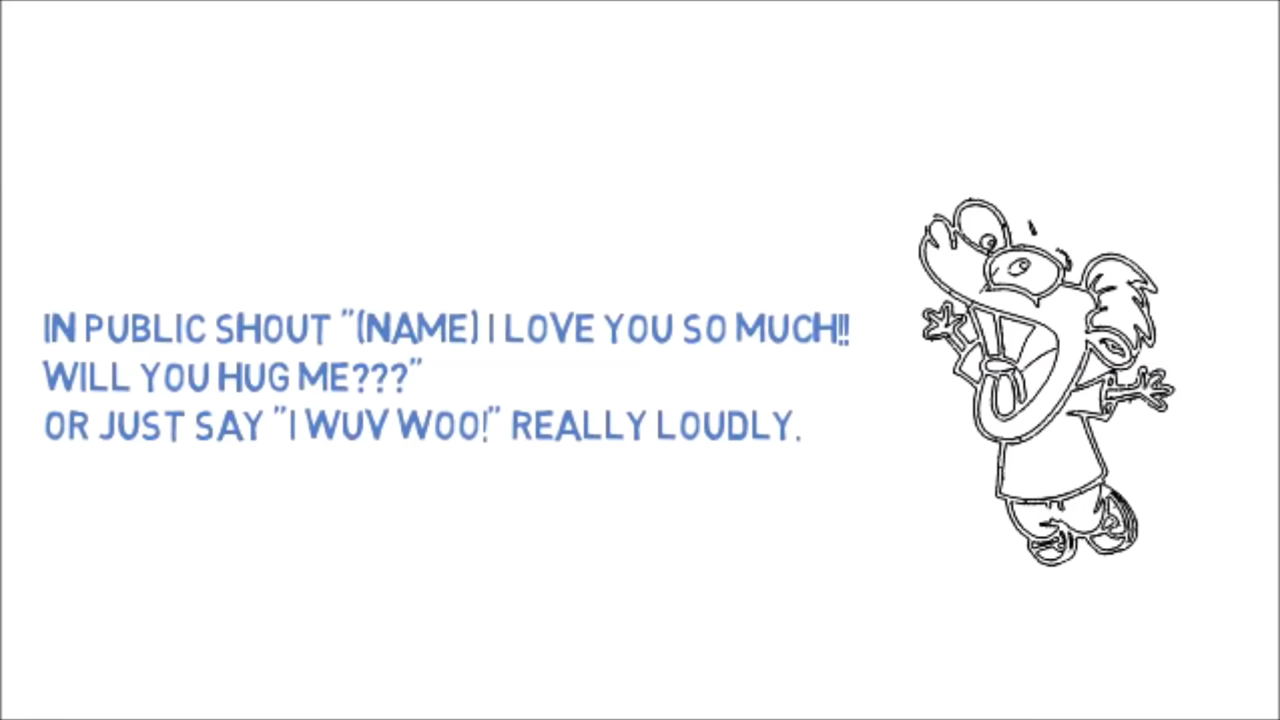 IN PUBLIC SHOUT "(NAME) I LOVE YOU SO MUCH!!
WILL YOU HUG ME???"
OR JUST SAY "I WUV WOO!" REALLY LOUDLY.